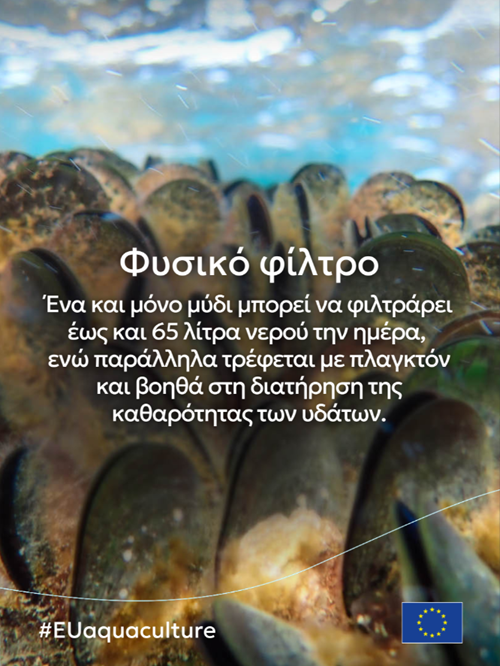 Φυσικό φίλτρο
Ένα και μόνο μύδι μπορεί να φιλτράρει
έως και 65 λίτρα νερού την ημέρα,
ενώ παράλληλα τρέφεται με πλαγκτόν
και βοηθά στη διατήρηση της
καθαρότητας των υδάτων.
#EUaquaculture